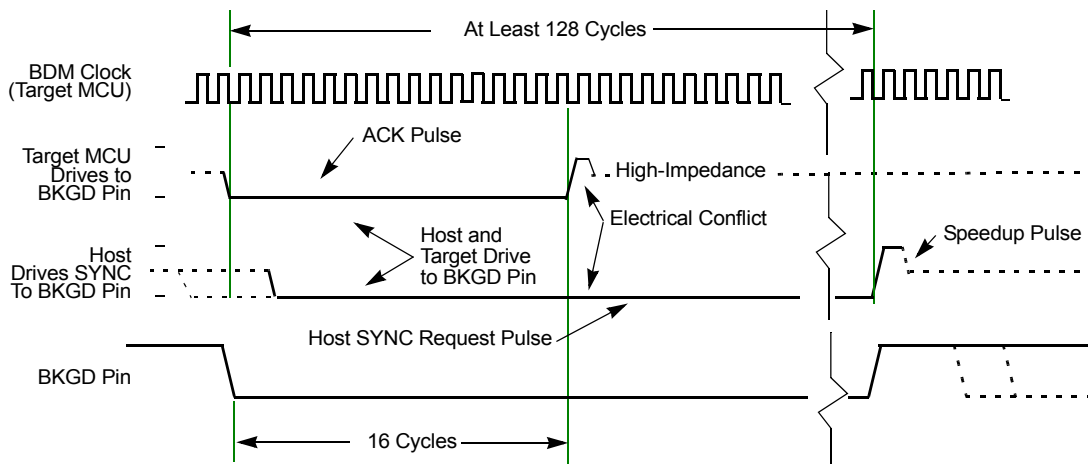 At Least 128 Cycles
BDM Clock
(Target MCU)
ACK Pulse
Target MCU
Drives to
BKGD Pin
High-Impedance
Electrical Conflict
Host and
Target Drive
to BKGD Pin
Speedup Pulse
Host
Drives SYNC
To BKGD Pin
Host SYNC Request Pulse
BKGD Pin
16 Cycles